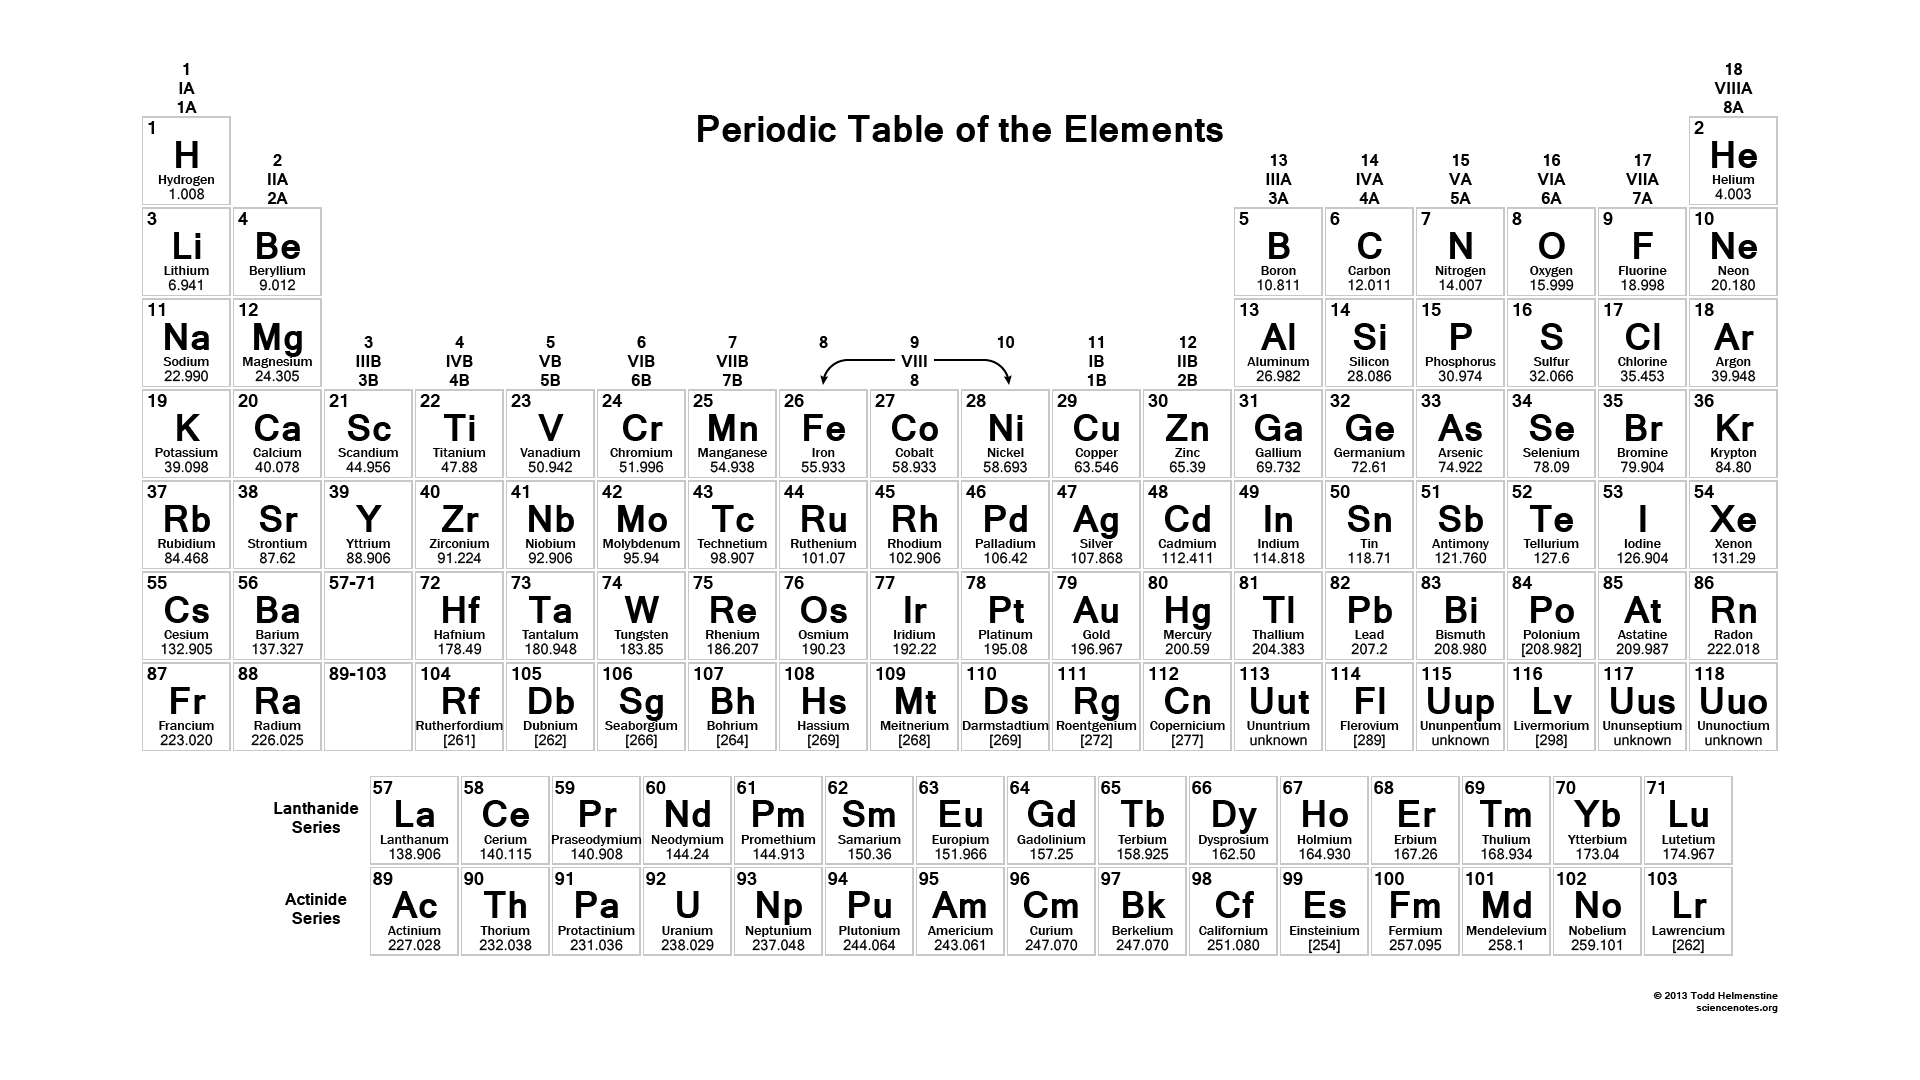 Periodic Table of the Elements
1
IA
1A
18
VIIIA
8A
1
H
Hydrogen
1.008
2
IIA
2A
13
IIIA
3A
14
IVA
4A
15
VA
5A
16
VIA
6A
17
VIIA
7A
2
He
Helium
4.003
3
Li
Lithium
6.941
4
Be
Beryllium
9.012
5
B
Boron
10.811
6
C
Carbon
12.011
7
N
Nitrogen
14.007
8
O
Oxygen
15.999
9
F
Fluorine
18.998
10
Ne
Neon
20.180
11
Na
Sodium
22.990
12
Mg
Magnesium
24.305
3
IIIB
3B
4
IVB
4B
5
VB
5B
6
VIB
6B
7
VIIB
7B
8
9
VIII
8
10
11
IB
1B
12
IIB
2B
13
Al
Aluminum
26.982
14
Si
Silicon
28.086
15
P
Phosphorus
30.974
16
S
Sulfur
32.066
17
Cl
Chlorine
35.453
18
Ar
Argon
39.948
19
K
Potassium
39.098
20
Ca
Calcium
40.078
21
Sc
Scandium
44.956
22
Ti
Titanium
47.88
23
V
Vanadium
50.942
24
Cr
Chromium
51.996
25
Mn
Manganese
54.938
26
Fe
Iron
55.933
27
Co
Cobalt
58.933
28
Ni
Nickel
58.693
29
Cu
Copper
63.546
30
Zn
Zinc
65.39
31
Ga
Gallium
69.732
32
Ge
Germanium
72.61
33
As
Arsenic
74.922
34
Se
Selenium
78.09
35
Br
Bromine
79.904
36
Kr
Krypton
84.80
37
Rb
Rubidium
84.468
38
Sr
Strontium
87.62
39
Y
Yttrium
88.906
40
Zr
Zirconium
91.224
41
Nb
Niobium
92.906
42
Mo
Molybdenum
95.94
43
Tc
Technetium
98.907
44
Ru
Ruthenium
101.07
45
Rh
Rhodium
102.906
46
Pd
Palladium
106.42
47
Ag
Silver
107.868
48
Cd
Cadmium
112.411
49
In
Indium
114.818
50
Sn
Tin
118.71
51
Sb
Antimony
121.760
52
Te
Tellurium
127.6
53
I
Iodine
126.904
54
Xe
Xenon
131.29
55
Cs
Cesium
132.905
56
Ba
Barium
137.327
57-71
72
Hf
Hafnium
178.49
73
Ta
Tantalum
180.948
74
W
Tungsten
183.85
75
Re
Rhenium
186.207
76
Os
Osmium
190.23
77
Ir
Iridium
192.22
78
Pt
Platinum
195.08
79
Au
Gold
196.967
80
Hg
Mercury
200.59
81
Tl
Thallium
204.383
82
Pb
Lead
207.2
83
Bi
Bismuth
208.980
84
Po
Polonium
[208.982]
85
At
Astatine
209.987
86
Rn
Radon
222.018
87
Fr
Francium
223.020
88
Ra
Radium
226.025
89-103
104
Rf
Rutherfordium
[261]
105
Db
Dubnium
[262]
106
Sg
Seaborgium
[266]
107
Bh
Bohrium
[264]
108
Hs
Hassium
[269]
109
Mt
Meitnerium
[268]
110
Ds
Darmstadtium
[269]
111
Rg
Roentgenium
[272]
112
Cn
Copernicium
[277]
113
Uut
Ununtrium
unknown
114
Fl
Flerovium
[289]
115
Uup
Ununpentium
unknown
116
Lv
Livermorium
[298]
117
Uus
Ununseptium
unknown
118
Uuo
Ununoctium
unknown
Lanthanide
Series
57
La
Lanthanum
138.906
58
Ce
Cerium
140.115
59
Pr
Praseodymium
140.908
60
Nd
Neodymium
144.24
61
Pm
Promethium
144.913
62
Sm
Samarium
150.36
63
Eu
Europium
151.966
64
Gd
Gadolinium
157.25
65
Tb
Terbium
158.925
66
Dy
Dysprosium
162.50
67
Ho
Holmium
164.930
68
Er
Erbium
167.26
69
Tm
Thulium
168.934
70
Yb
Ytterbium
173.04
71
Lu
Lutetium
174.967
Actinide
Series
89
Ac
Actinium
227.028
90
Th
Thorium
232.038
91
Pa
Protactinium
231.036
92
U
Uranium
238.029
93
Np
Neptunium
237.048
94
Pu
Plutonium
244.064
95
Am
Americium
243.061
96
Cm
Curium
247.070
97
Bk
Berkelium
247.070
98
Cf
Californium
251.080
99
Es
Einsteinium
[254]
100
Fm
Fermium
257.095
101
Md
Mendelevium
258.1
102
No
Nobelium
259.101
103
Lr
Lawrencium
[262]
© 2013 Todd Helmenstine
sciencenotes.org